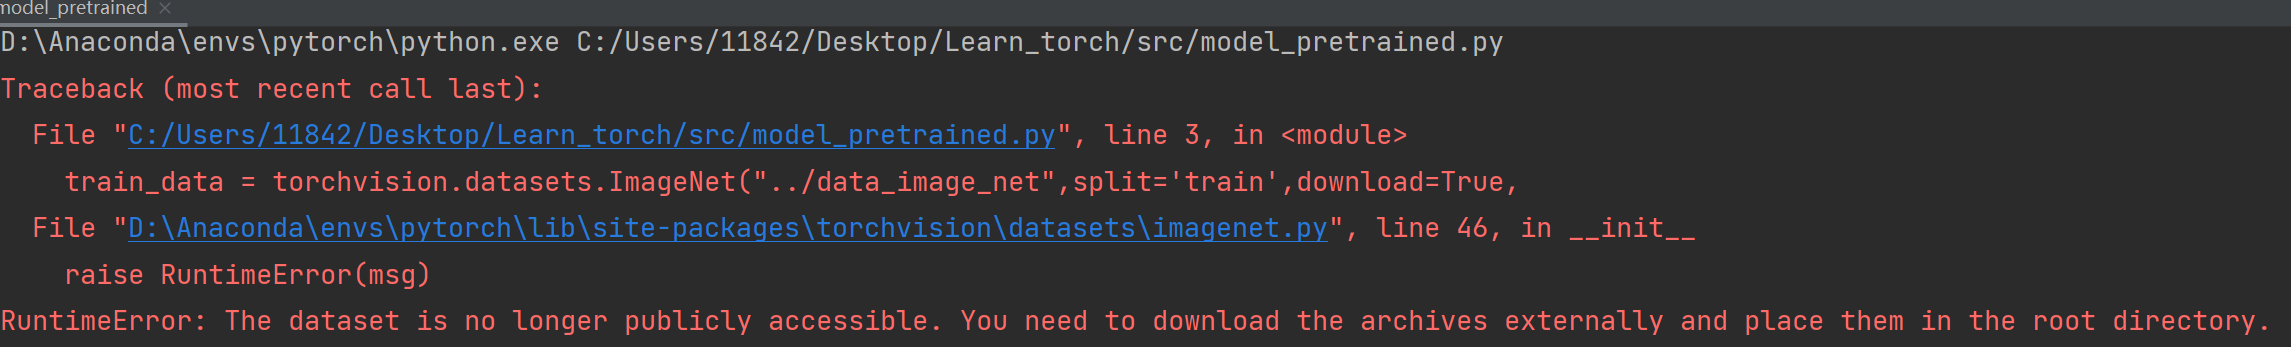 model_pretrained ×
D:\Anaconda\envs\pytorch\python.exe C:/Users/11842/Desktop/Learn_torch/src/model_pretrained.py
Traceback (most recent call last):
  File "C:/Users/11842/Desktop/Learn_torch/src/model_pretrained.py", line 3, in <module>
    train_data = torchvision.datasets.ImageNet("../data_image_net",split='train',download=True,
  File "D:\Anaconda\envs\pytorch\lib\site-packages\torchvision\datasets\imagenet.py", line 46, in __init__
    raise RuntimeError(msg)
RuntimeError: The dataset is no longer publicly accessible. You need to download the archives externally and place them in the root directory.